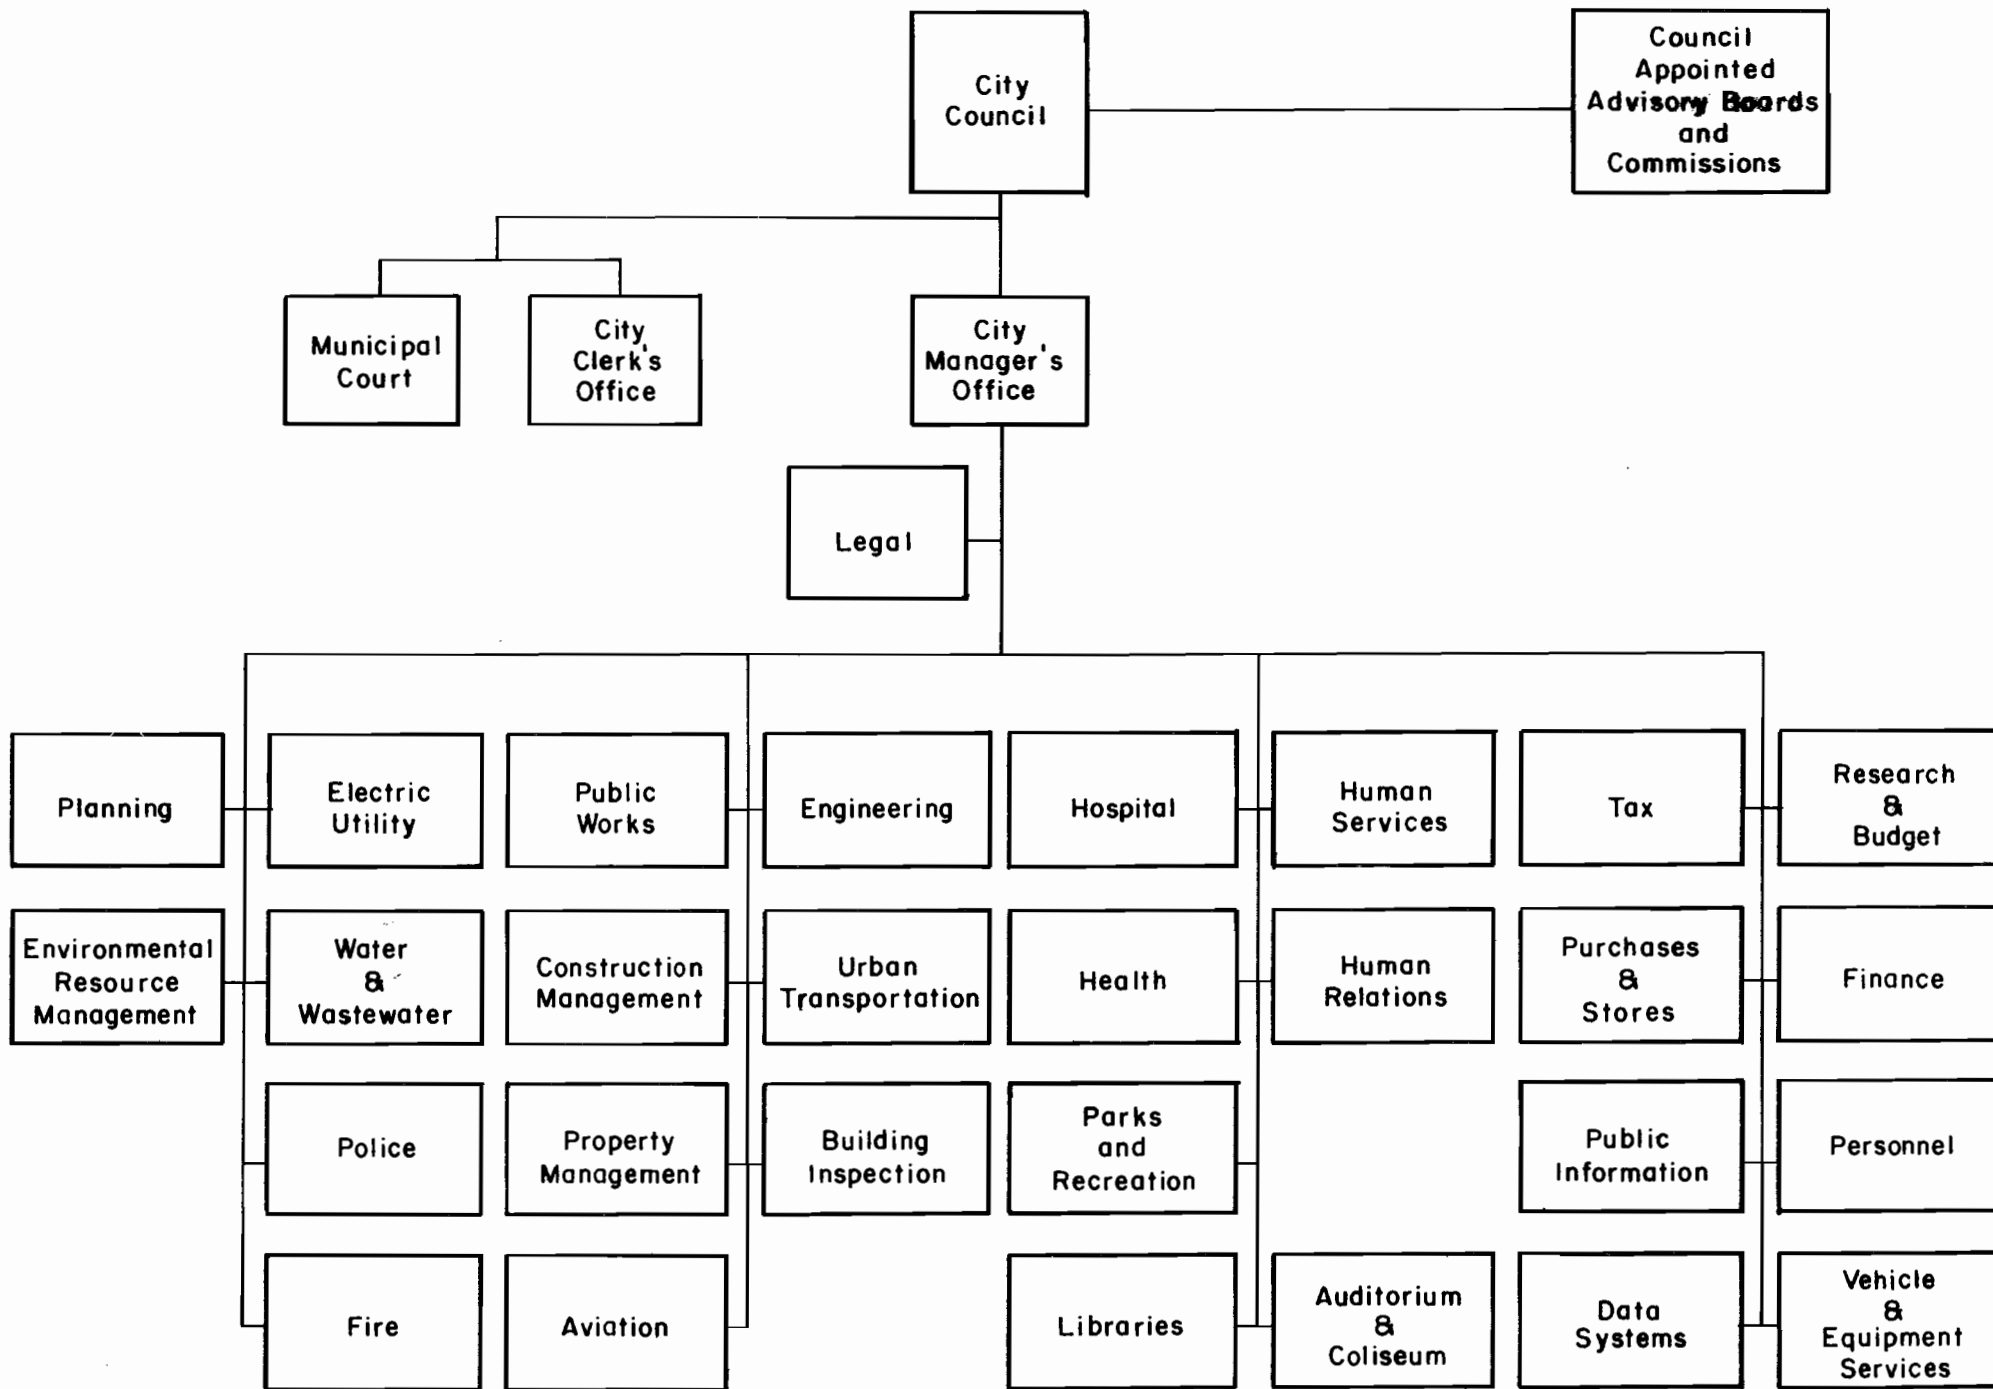 City
Council
Council
Appointed
Advisory Boards
and
Commissions
Municipal
Court
City
Clerk's
Office
City
Manager's
Office
Legal
Planning
Electric
Utility
Public
Works
Engineering
Hospital
Human
Services
Tax
Research
&
Budget
Environmental
Resource
Management
Water
&
Wastewater
Construction
Management
Urban
Transportation
Health
Human
Relations
Purchases
&
Stores
Finance
Police
Property
Management
Building
Inspection
Parks
and
Recreation
Public
Information
Personnel
Fire
Aviation
Libraries
Auditorium
&
Coliseum
Data
Systems
Vehicle
&
Equipment
Services